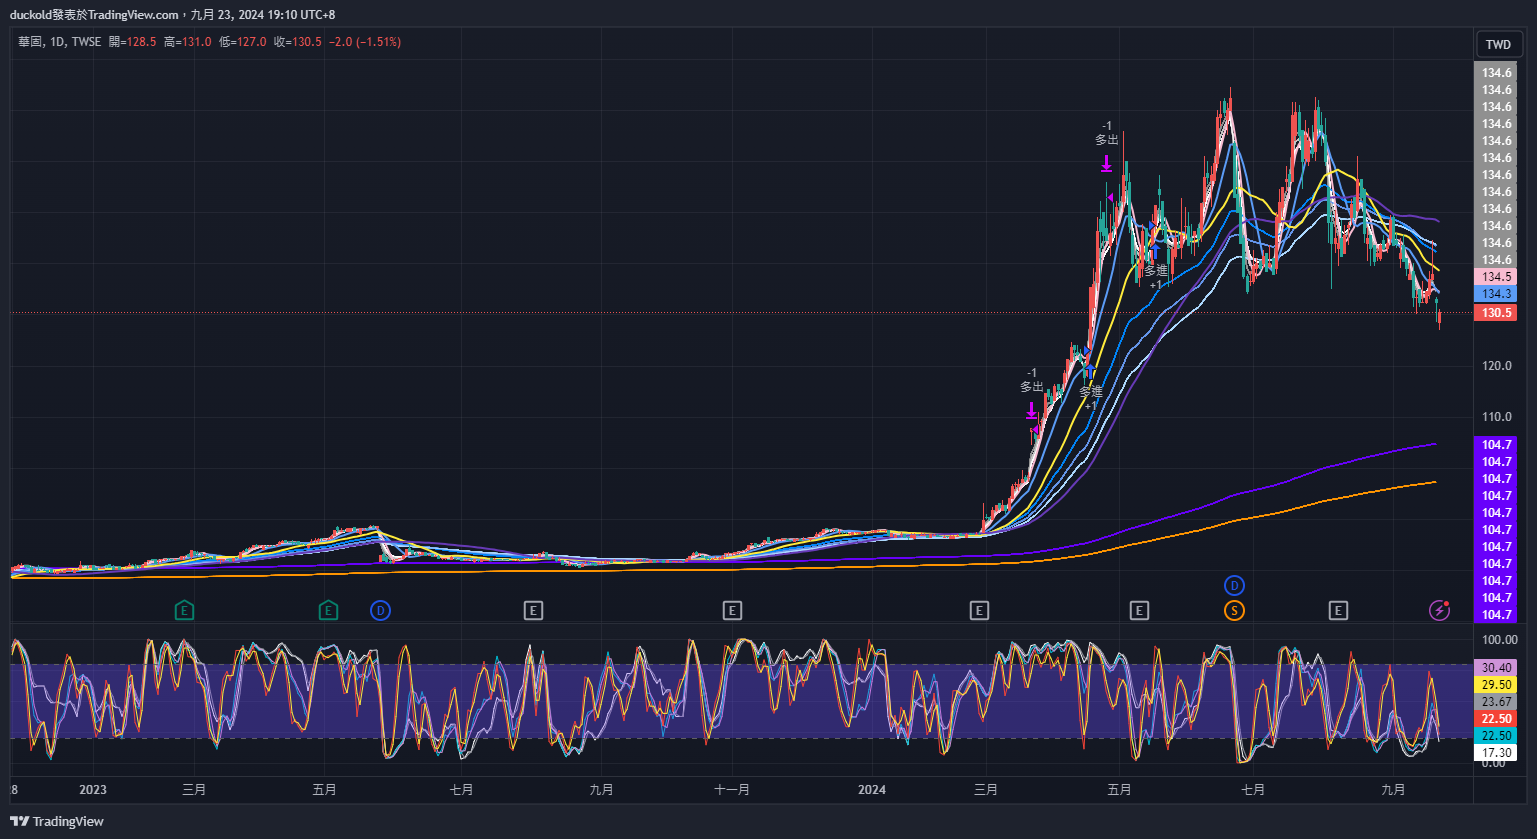 duckold發表於TradingView.com，九月 23, 2024 19:10 UTC+8
華固, 1D, TWSE 開=128.5 高=131.0 低=127.0 收=130.5 −2.0 (−1.51%)
TWD
134.6
134.6
134.6
134.6
134.6
134.6
134.6
134.6
134.6
134.6
134.6
134.6
134.5
134.3
130.5
120.0
110.0
104.7
104.7
104.7
104.7
104.7
104.7
104.7
104.7
104.7
104.7
104.7
-1
多出
多進
+1
-1
多出
多進
+1
D
E
E
D
E
E
E
E
S
E
100.00
30.40
29.50
23.67
22.50
22.50
17.30
0.00
8 2023 三月 五月 七月 九月 十一月 2024 三月 五月 七月 九月
TradingView